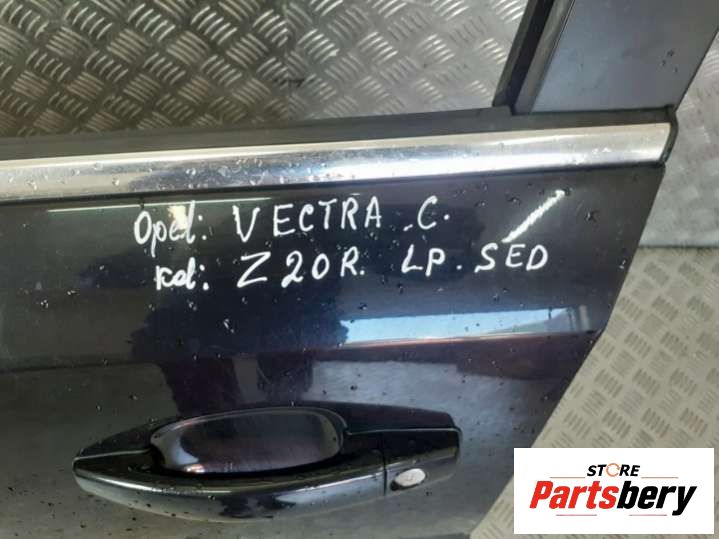 Opel: VECTRA C.
kol: Z20R. LP. SED
STORE
Partsbery